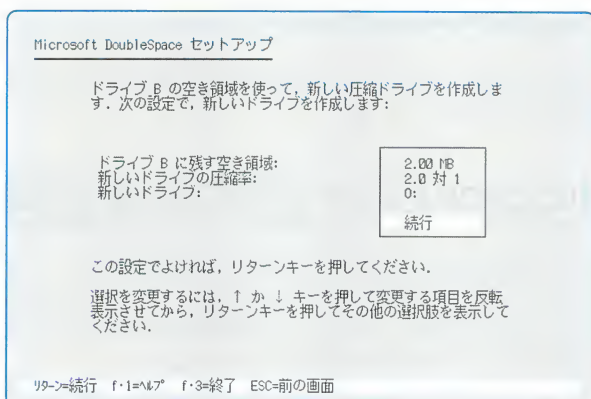 Microsoft DoubleSpace セットアップ
ドライブ B の空き領域を使って, 新しい圧縮ドライブを作成しま
す. 次の設定で, 新しいドライブを作成します:
ドライブ B に残す空き領域: 2.00 MB
新しいドライブの圧縮率: 2.0 対 1
新しいドライブ: O:
続行
この設定でよければ, リターンキーを押してください.
選択を変更するには, ↑ か ↓ キーを押して変更する項目を反転
表示させてから, リターンキーを押してその他の選択肢を表示して
ください.
リターン=続行 f・1=ヘルプ f・3=終了 ESC=前の画面